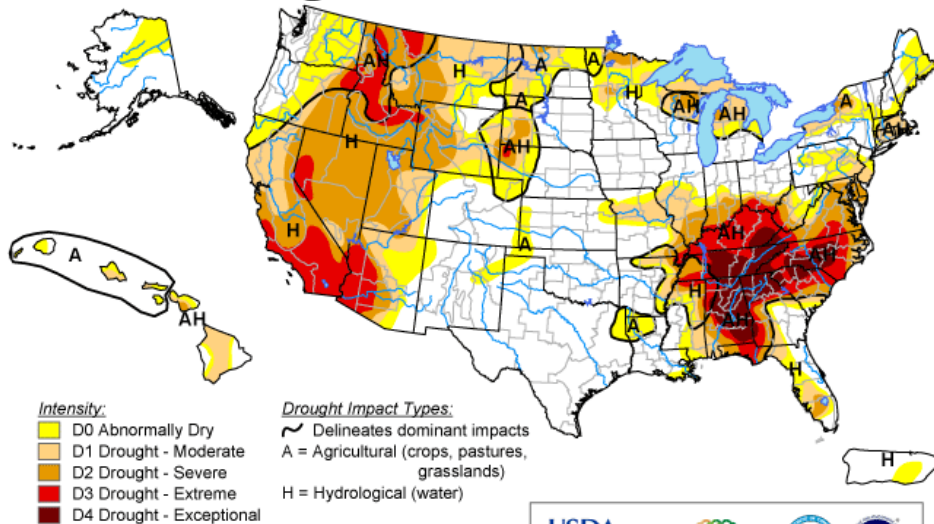 AH
H
A
A
H
A
AH
AH
A
AH
H
AH
H
A
A
AH
AH
AH
H
A
AH
H
H
Intensity:
D0 Abnormally Dry
D1 Drought - Moderate
D2 Drought - Severe
D3 Drought - Extreme
D4 Drought - Exceptional
Drought Impact Types:
Delineates dominant impacts
A = Agricultural (crops, pastures,
grasslands)
H = Hydrological (water)
USDA